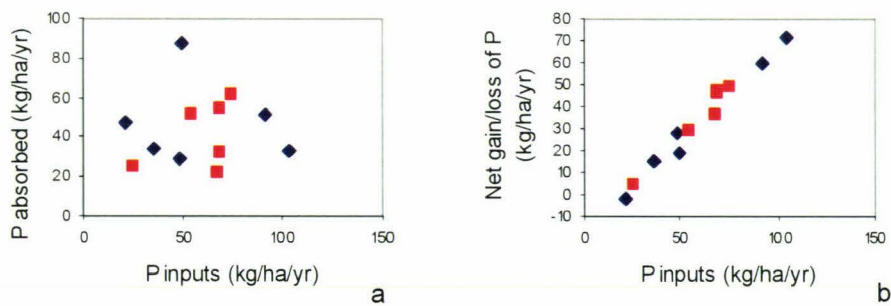 100
80
60
40
20
0
P absorbed (kg/ha/yr)
0 50 100 150
P inputs (kg/ha/yr)
a
80
70
60
50
40
30
20
10
0
-10
Net gain/loss of P
(kg/ha/yr)
0 50 100 150
P inputs (kg/ha/yr)
b